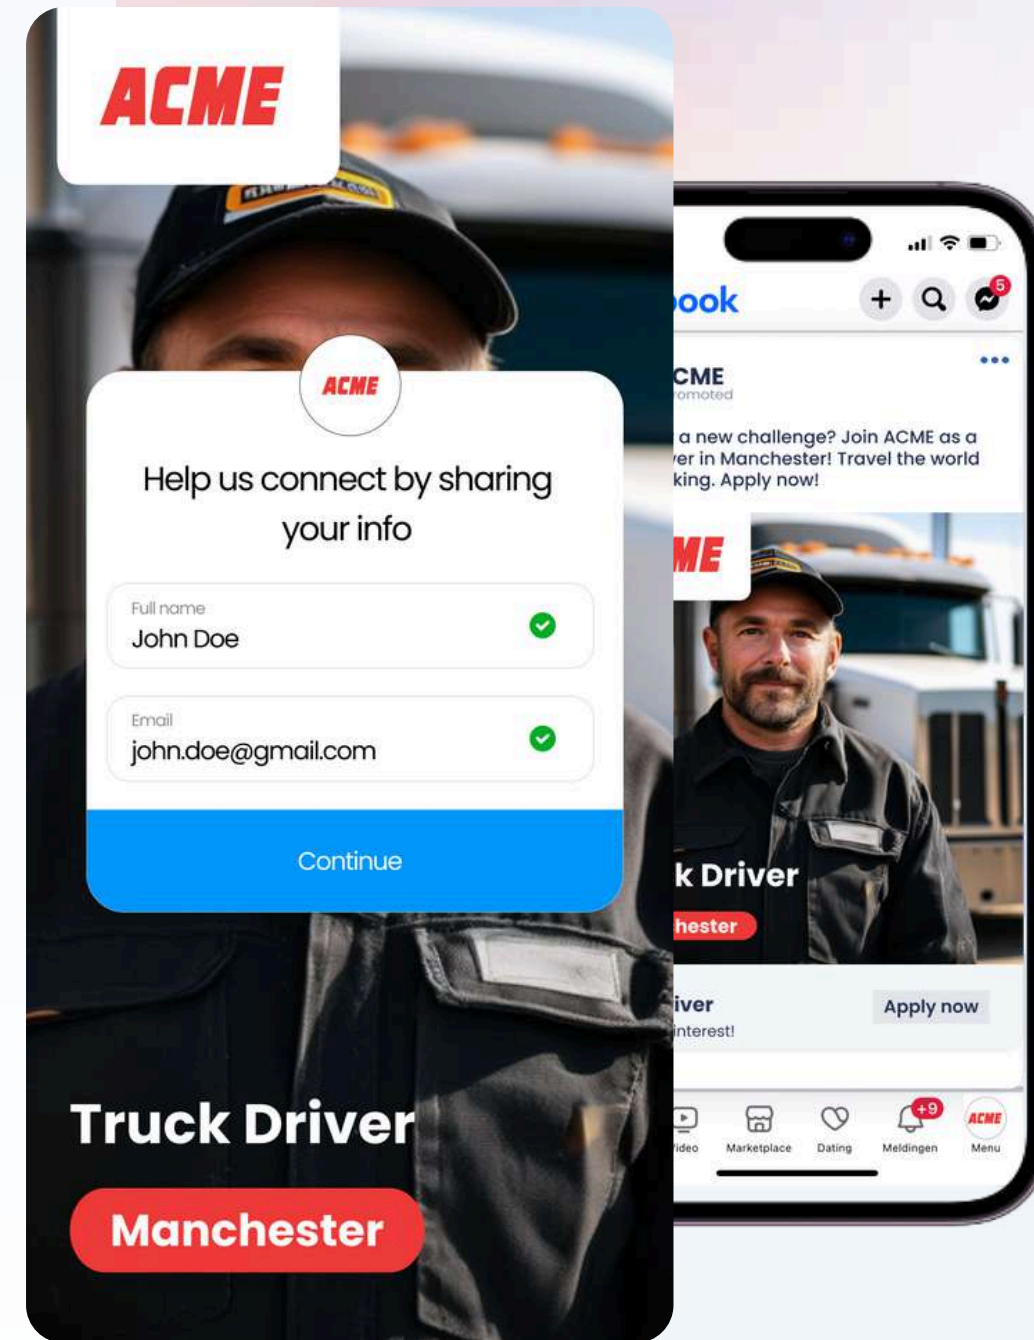 ACME
ACME
Help us connect by sharing
your info
Full name
John Doe
Email
john.doe@gmail.com
Continue
Truck Driver
Manchester
ook
5
CME
omoted
a new challenge? Join ACME as a
er in Manchester! Travel the world
king. Apply now!
ME
k Driver
hester
iver
interest!
Apply now
ideo
Marketplace
Dating
+9
Meldingen
ACME
Menu